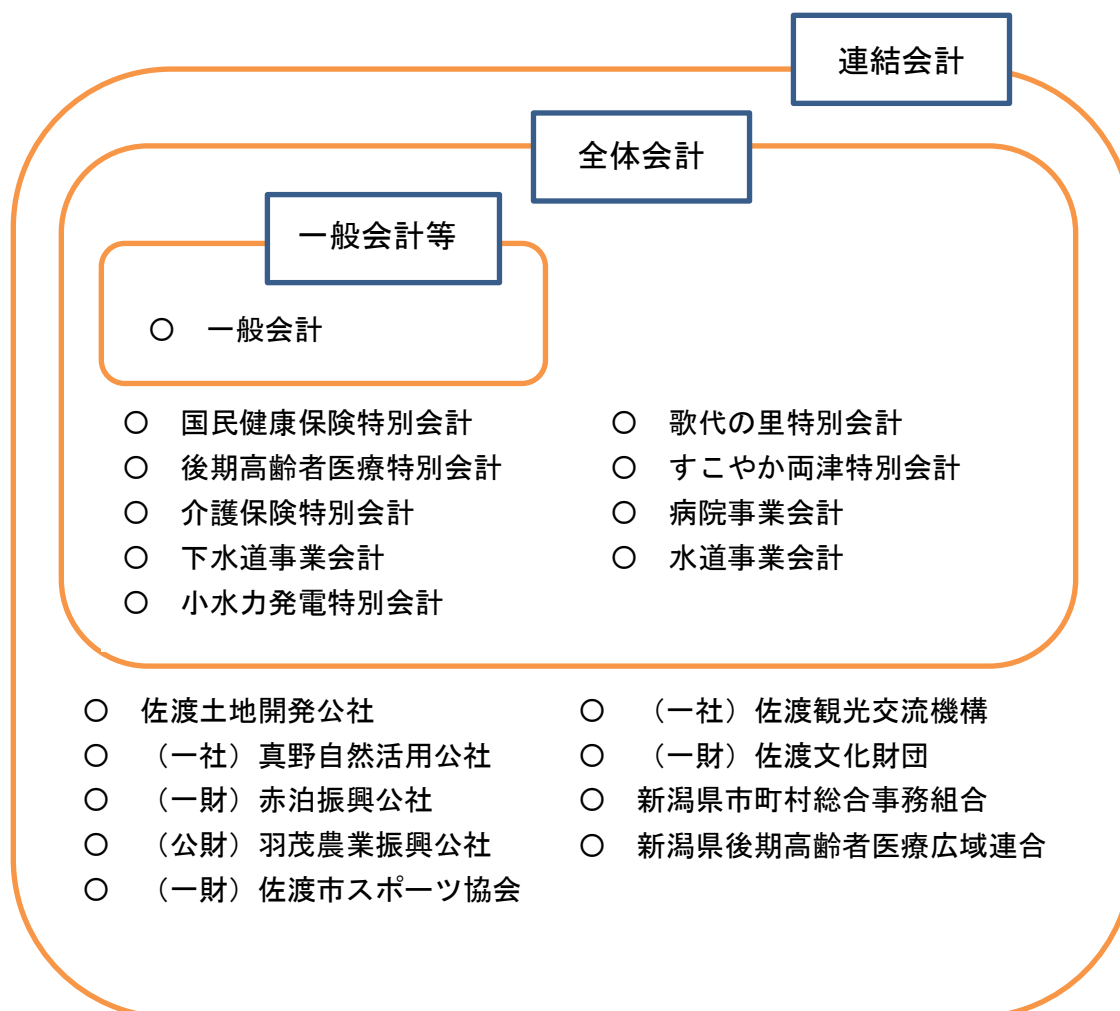 連結会計
全体会計
一般会計等
○ 一般会計
○ 国民健康保険特別会計
○ 後期高齢者医療特別会計
○ 介護保険特別会計
○ 下水道事業会計
○ 小水力発電特別会計
○ 歌代の里特別会計
○ すこやか両津特別会計
○ 病院事業会計
○ 水道事業会計
○ 佐渡土地開発公社
○ （一社）真野自然活用公社
○ （一財）赤泊振興公社
○ （公財）羽茂農業振興公社
○ （一財）佐渡市スポーツ協会
○ （一社）佐渡観光交流機構
○ （一財）佐渡文化財団
○ 新潟県市町村総合事務組合
○ 新潟県後期高齢者医療広域連合